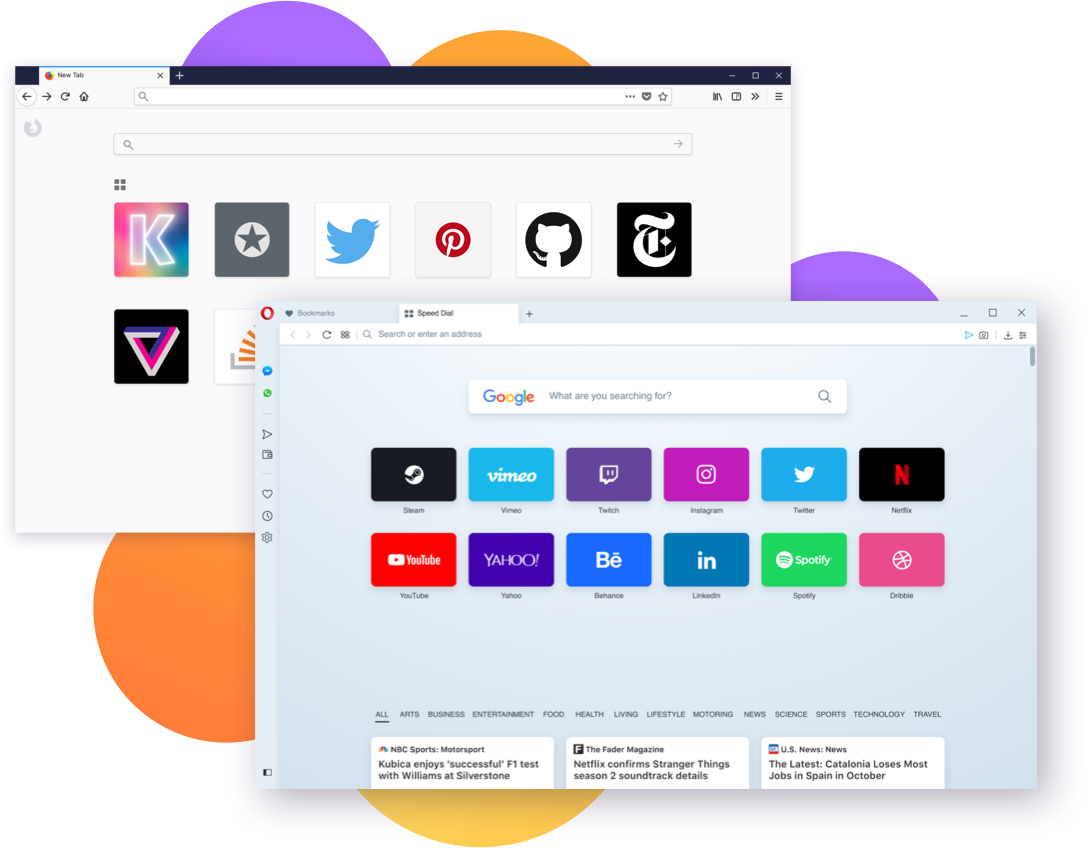 New Tab
K
T
Bookmarks
Speed Dial
Search or enter an address
Google What are you searching for?
vimeo
N
Steam
Vimeo
Twitch
Instagram
Twitter
Netflix
YouTube
YAHOO!
Bē
in
Spotify
YouTube
Yahoo
Behance
LinkedIn
Spotify
Dribble
ALL ARTS BUSINESS ENTERTAINMENT FOOD HEALTH LIVING LIFESTYLE MOTORING NEWS SCIENCE SPORTS TECHNOLOGY TRAVEL
NBC Sports: Motorsport
Kubica enjoys ‘successful’ F1 test
with Williams at Silverstone
F The Fader Magazine
Netflix confirms Stranger Things
season 2 soundtrack details
U.S. News: News
The Latest: Catalonia Loses Most
Jobs in Spain in October